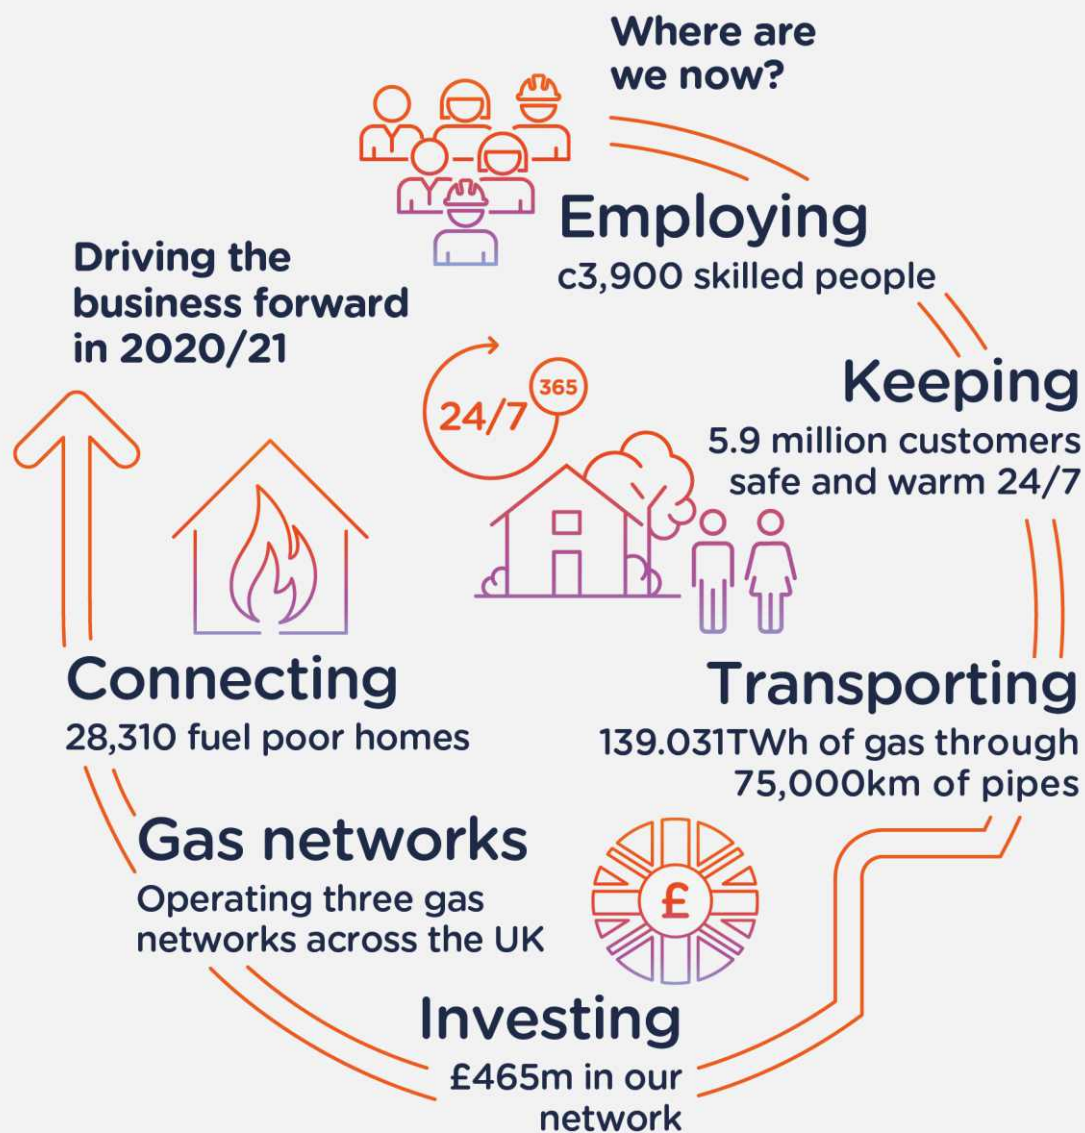 Where are
we now?
Employing
c3,900 skilled people
Keeping
5.9 million customers
safe and warm 24/7
365
24/7
Transporting
139.031TWh of gas through
75,000km of pipes
£
Investing
£465m in our
network
Gas networks
Operating three gas
networks across the UK
Connecting
28,310 fuel poor homes
Driving the
business forward
in 2020/21